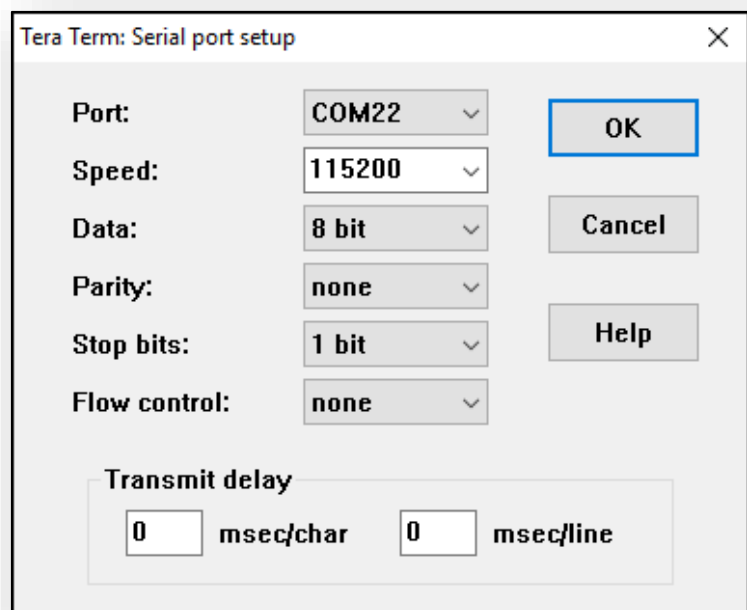 Tera Term: Serial port setup
Port: COM22 OK
Speed: 115200
Data: 8 bit Cancel
Parity: none
Stop bits: 1 bit Help
Flow control: none
Transmit delay
0 msec/char 0 msec/line